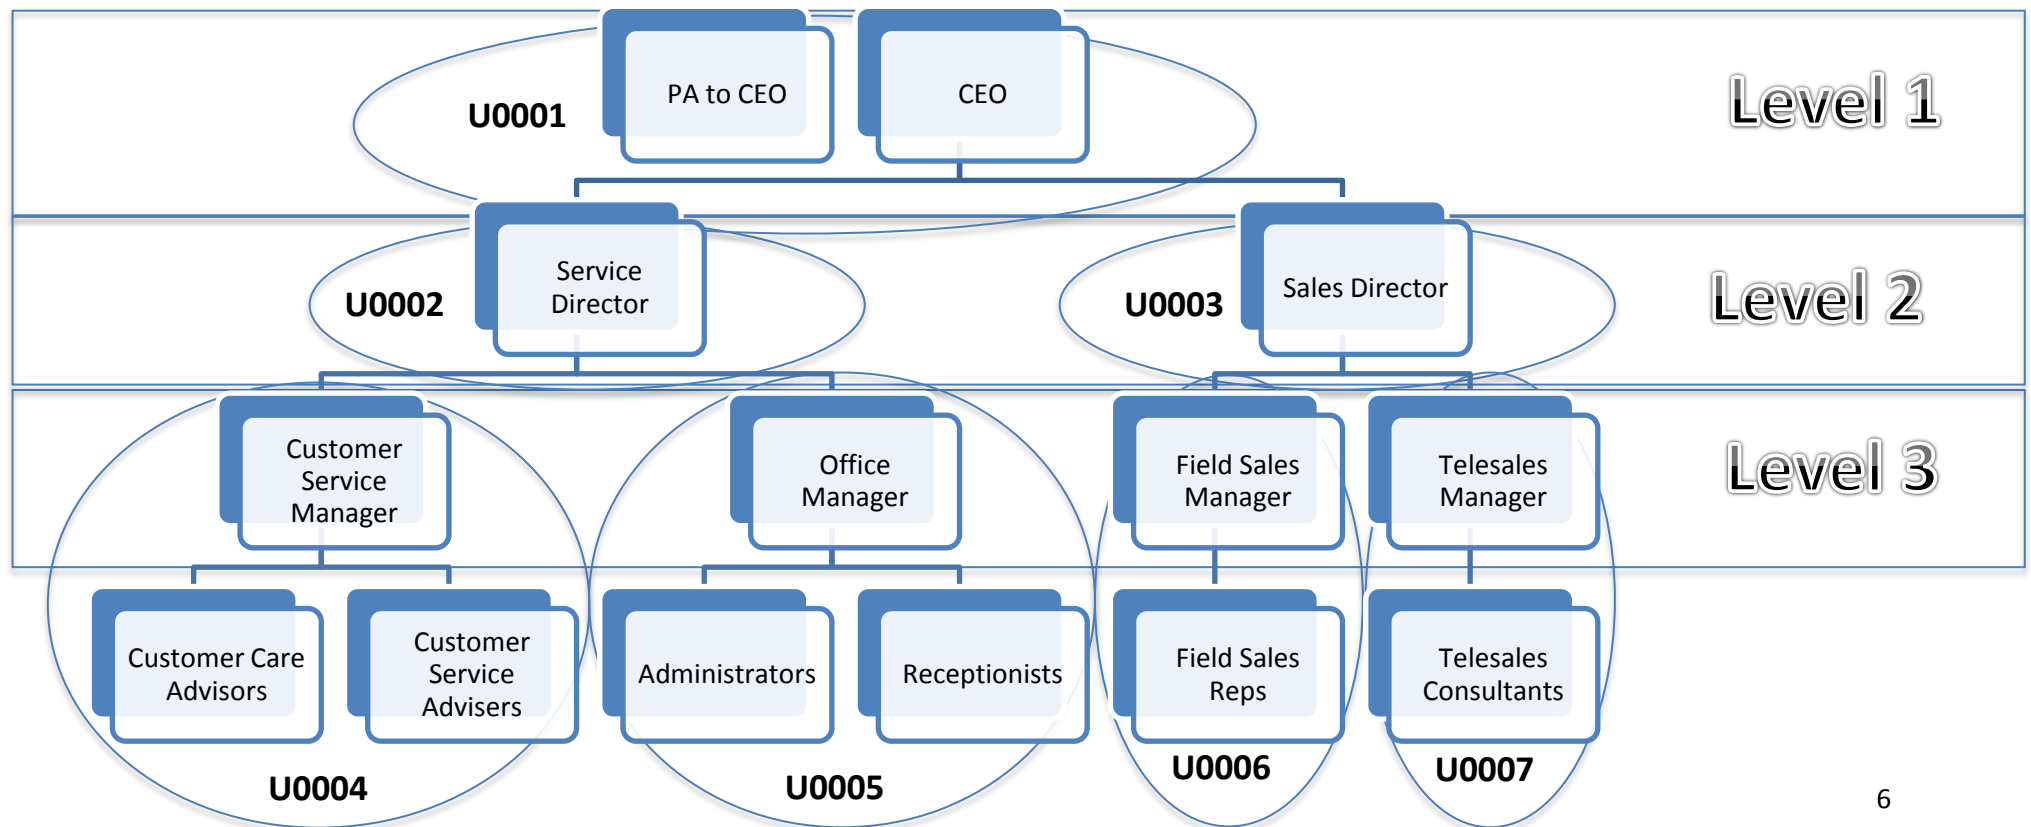 PA to CEO
CEO
U0001
Level 1
Service
Director
Sales Director
U0002
U0003
Level 2
Customer
Service
Manager
Office
Manager
Field Sales
Manager
Telesales
Manager
Level 3
Customer Care
Advisors
Customer
Service
Advisers
Administrators
Receptionists
Field Sales
Reps
Telesales
Consultants
U0004
U0005
U0006
U0007
6